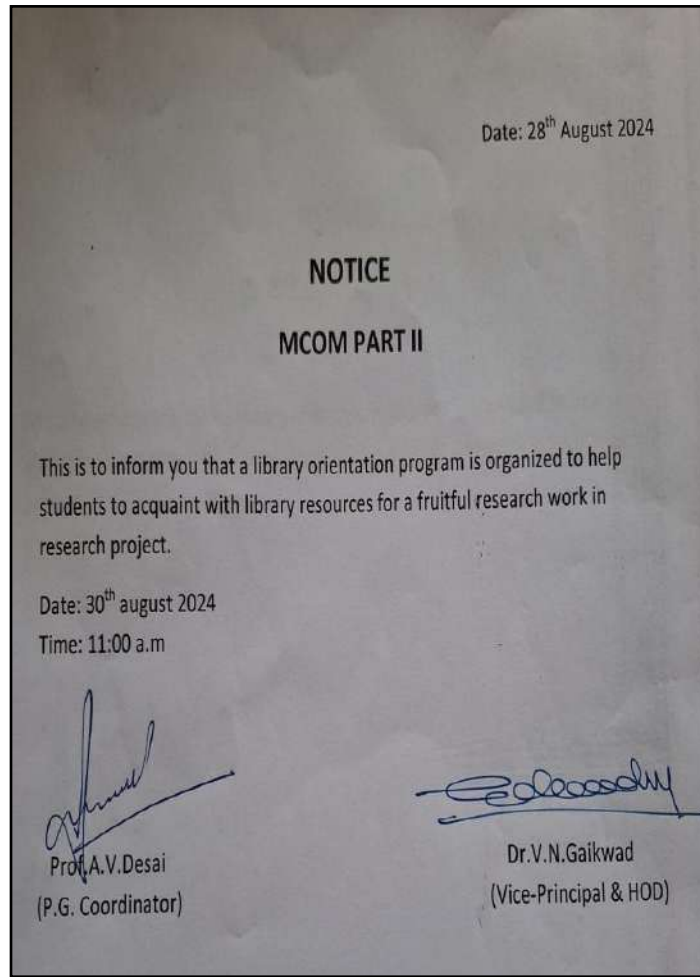 Date: 28th August 2024
NOTICE
MCOM PART II
This is to inform you that a library orientation program is organized to help
students to acquaint with library resources for a fruitful research work in
research project.
Date: 30th august 2024
Time: 11:00 a.m
Prof.A.V.Desai
(P.G. Coordinator)
Dr.V.N.Gaikwad
(Vice-Principal & HOD)